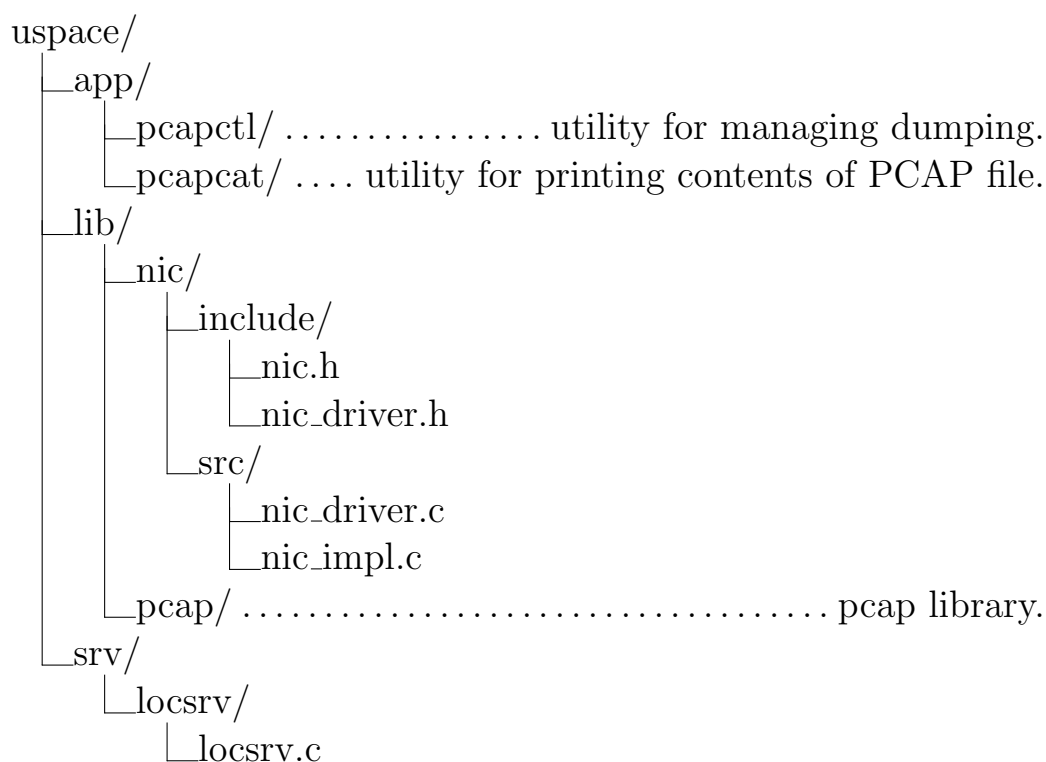 uspace/
app/
pcapctl/ ................ utility for managing dumping.
pcapcat/ .... utility for printing contents of PCAP file.
lib/
nic/
include/
nic.h
nic_driver.h
src/
nic_driver.c
nic_impl.c
pcap/ ..................................... pcap library.
srv/
locsrv/
locsrv.c